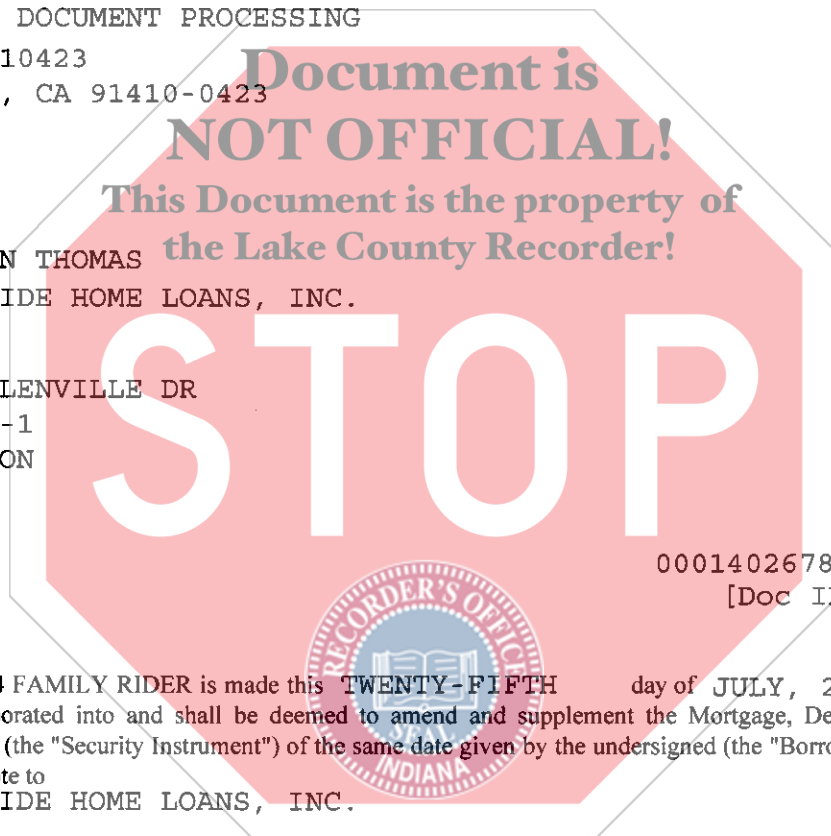 DOCUMENT PROCESSING
10423
, CA 91410-0423
Document is
NOT OFFICIAL!
This Document is the property of
the Lake County Recorder!
N THOMAS
IDE HOME LOANS, INC.
LENVILLE DR
-1
ON
STOP
0001402678
[Doc I
RECORDER'S OFFICE
SEAL
INDIANA
FAMILY RIDER is made this TWENTY-FIFTH day of JULY, 2
orated into and shall be deemed to amend and supplement the Mortgage, De
(the "Security Instrument") of the same date given by the undersigned (the "Borro
te to
IDE HOME LOANS, INC.